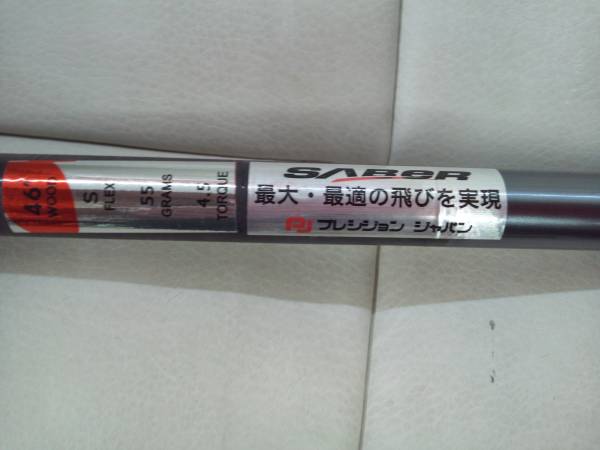 46"
WOOD
S
FLEX
55
GRAMS
4.5
TORQUE
SABER
最大・最適の飛びを実現
PJ プレシジョン ジャパン